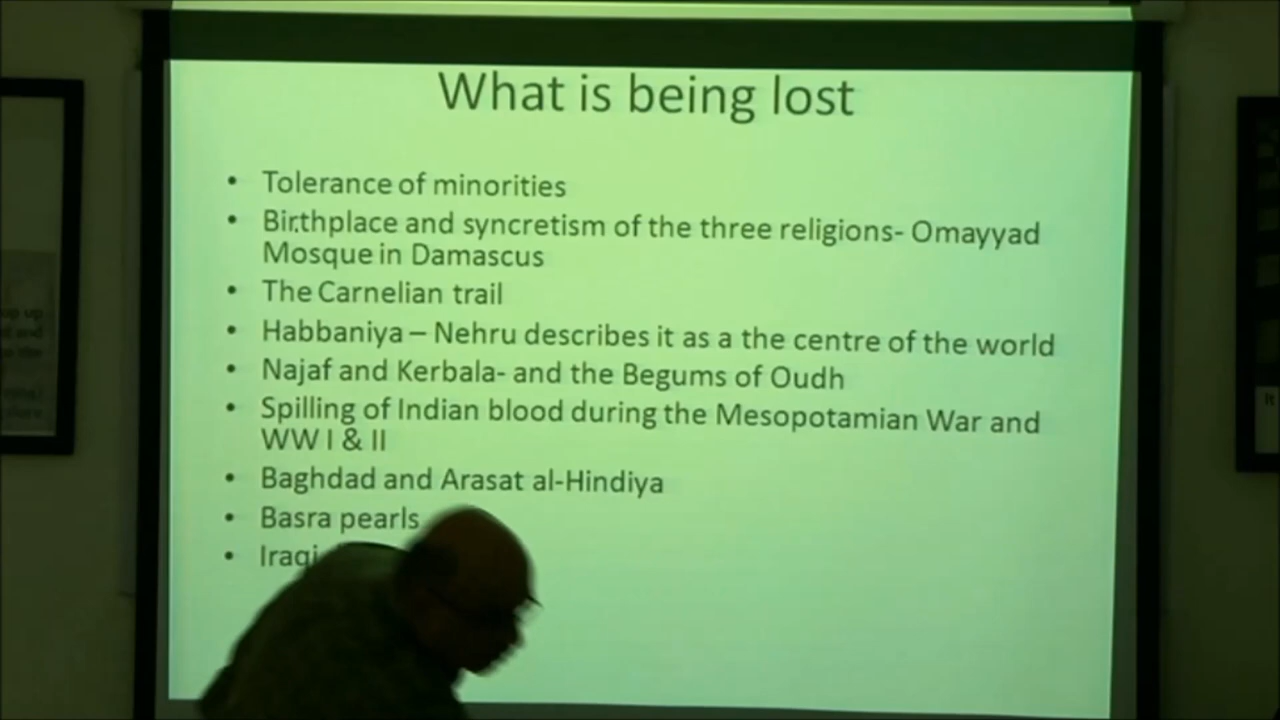 What is being lost
• Tolerance of minorities
• Birthplace and syncretism of the three religions- Omayyad
Mosque in Damascus
• The Carnelian trail
• Habbaniya – Nehru describes it as a the centre of the world
• Najaf and Kerbala- and the Begums of Oudh
• Spilling of Indian blood during the Mesopotamian War and
WW I & II
• Baghdad and Arasat al-Hindiya
• Basra pearls
• Iraqi